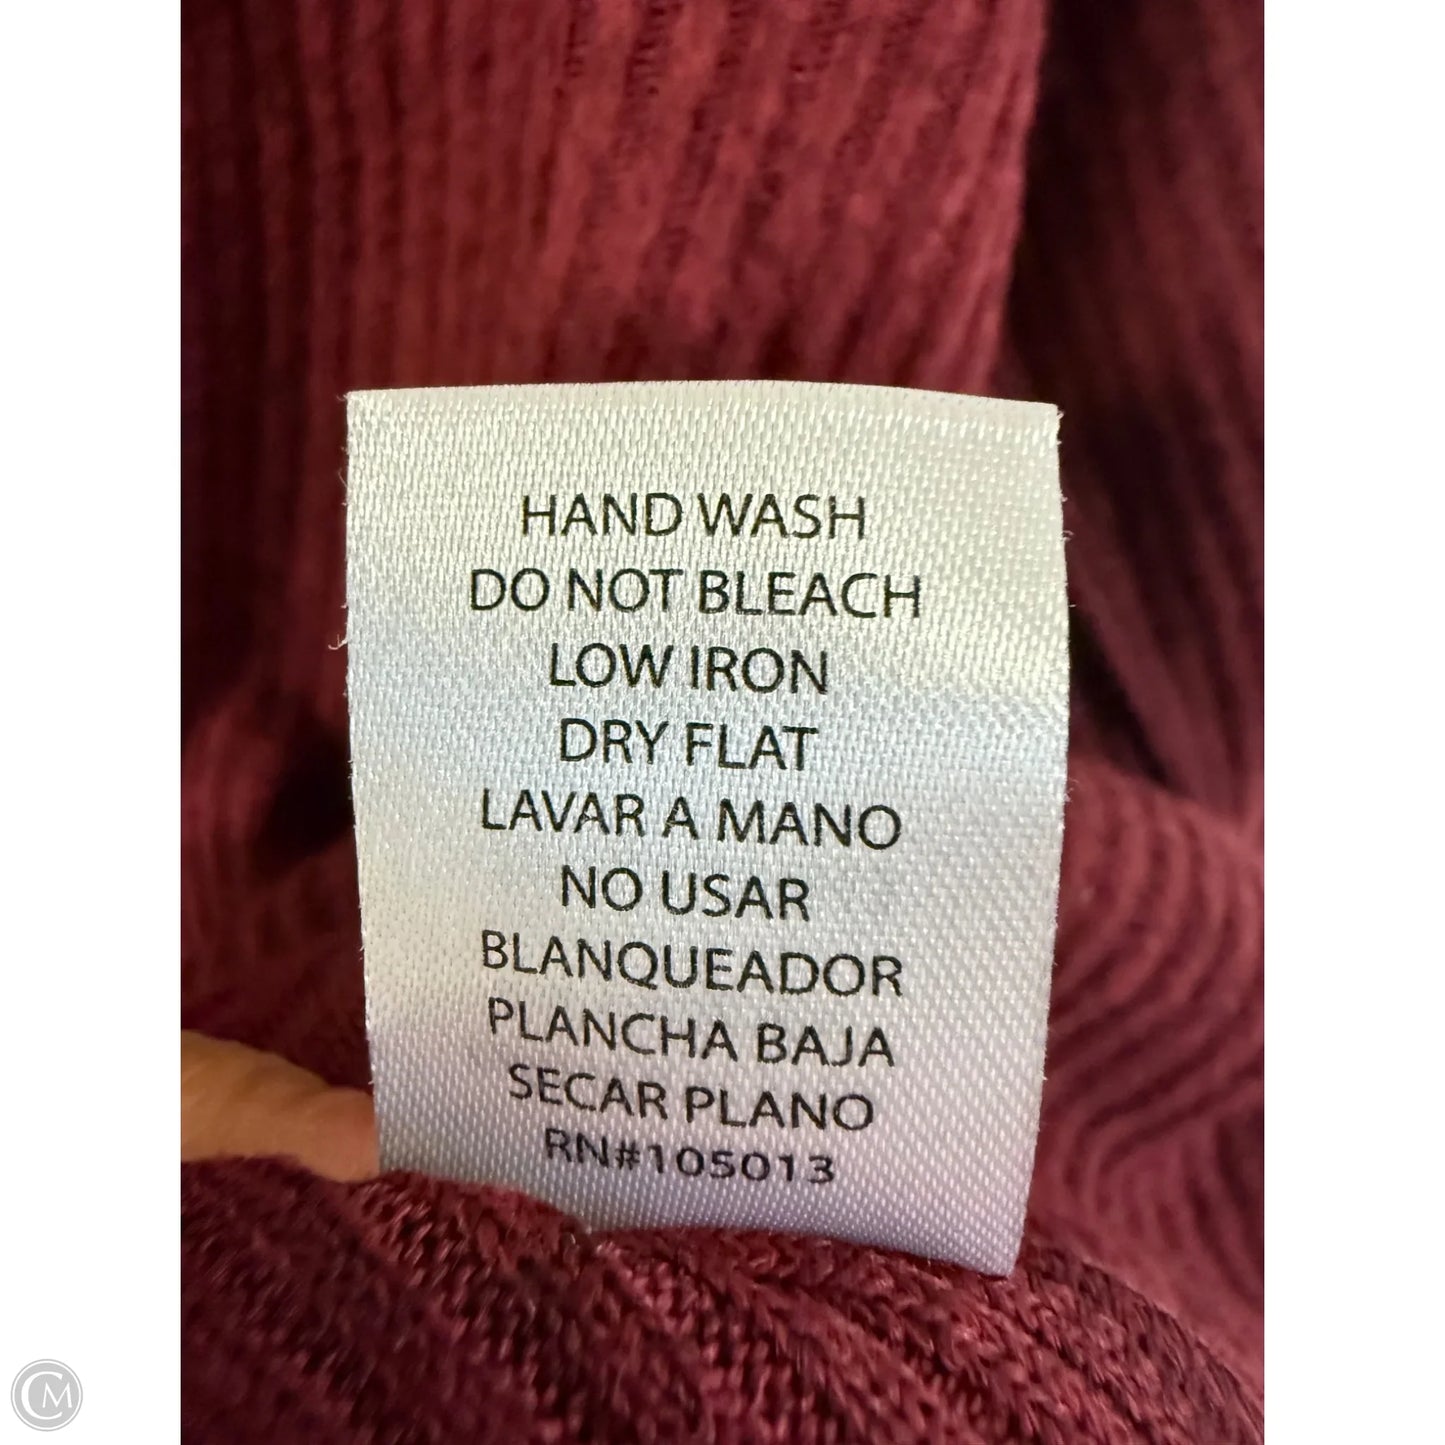 HAND WASH
DO NOT BLEACH
LOW IRON
DRY FLAT
LAVAR A MANO
NO USAR
BLANQUEADOR
PLANCHA BAJA
SECAR PLANO
RN#105013
CM